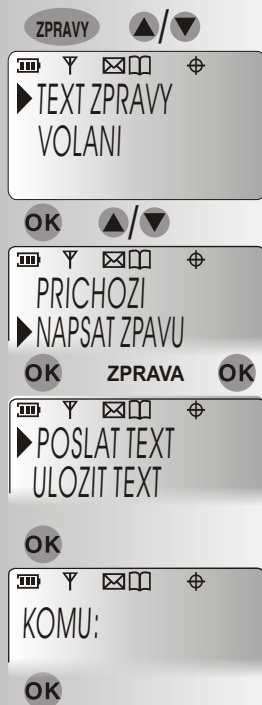 ZPRAVY
TEXT ZPRAVY
VOLANI
OK
PRICHOZI
NAPSAT ZPAVU
OK ZPRAVA OK
POSLAT TEXT
ULOZIT TEXT
OK
KOMU:
OK